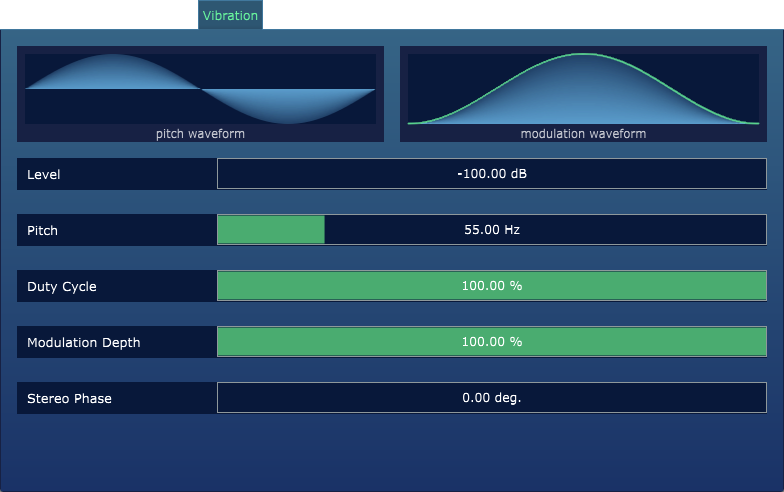 Vibration
pitch waveform
modulation waveform
Level
-100.00 dB
Pitch
55.00 Hz
Duty Cycle
100.00 %
Modulation Depth
100.00 %
Stereo Phase
0.00 deg.